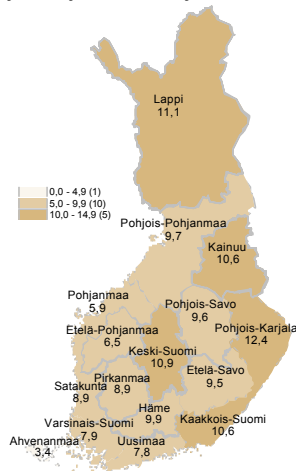 Lappi
11,1
0,0 - 4,9 (1)
5,0 - 9,9 (10)
10,0 - 14,9 (5)
Pohjois-Pohjanmaa
9,7
Kainuu
10,6
Pohjanmaa
5,9
Pohjois-Savo
9,6
Etelä-Pohjanmaa
6,5
Pohjois-Karjala
12,4
Keski-Suomi
10,9
Etelä-Savo
9,5
Pirkanmaa
8,9
Satakunta
8,9
Häme
9,9
Kaakkois-Suomi
10,6
Varsinais-Suomi
7,9
Uusimaa
7,8
Ahvenanmaa
3,4